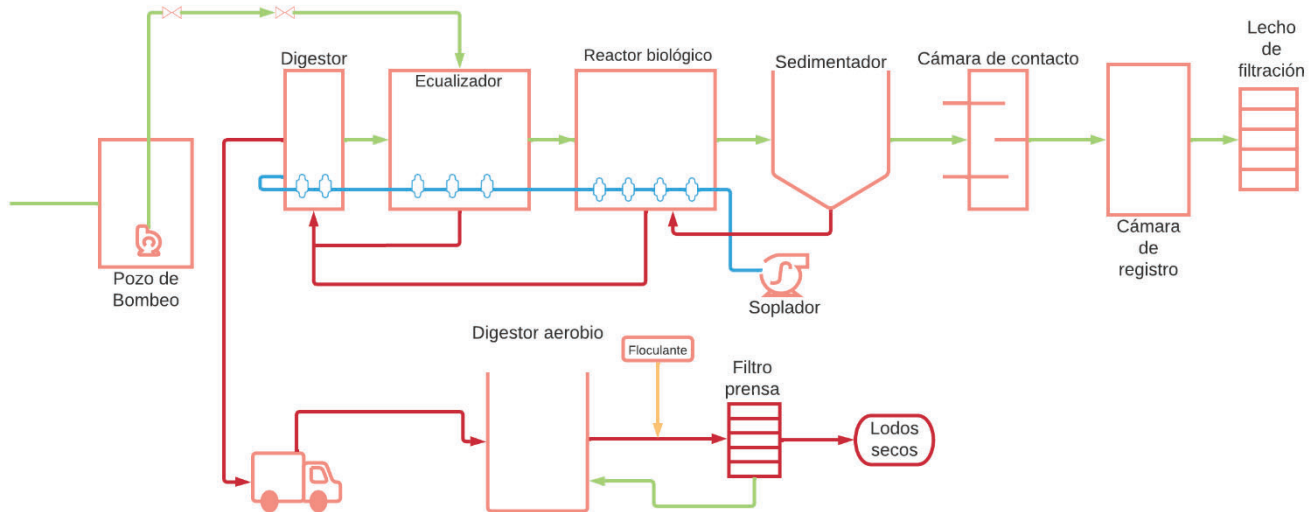 Digestor
Ecualizador
Reactor biológico
Sedimentador
Cámara de contacto
Lecho
de
filtración
Pozo de
Bombeo
Soplador
Cámara
de
registro
Digestor aerobio
Floculante
Filtro
prensa
Lodos
secos